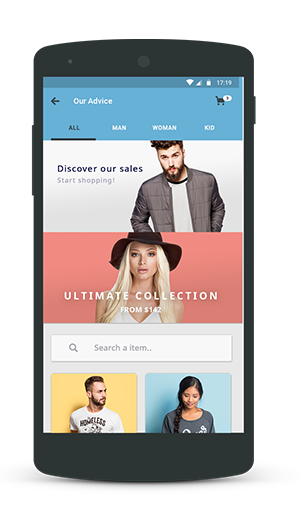 17:19
Our Advice
3
ALL MAN WOMAN KID
Discover our sales
Start shopping!
ULTIMATE COLLECTION
FROM $142
Search a item..
HOMELESS